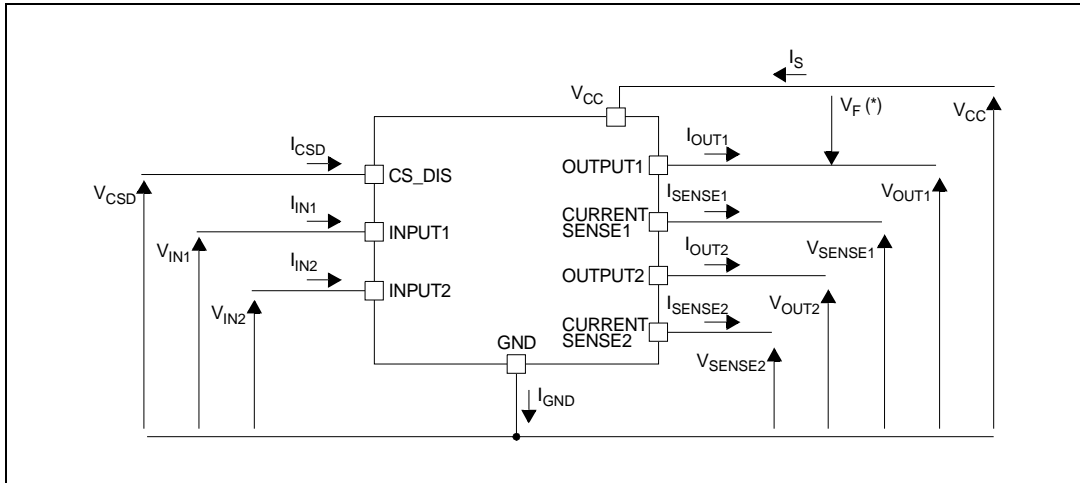 I_S
V_CC
V_F (*)
V_CC
I_CSD
I_OUT1
CS_DIS
OUTPUT1
V_CSD
V_OUT1
I_IN1
I_SENSE1
CURRENT
SENSE1
INPUT1
V_IN1
V_SENSE1
I_IN2
I_OUT2
INPUT2
OUTPUT2
V_IN2
V_OUT2
I_SENSE2
CURRENT
SENSE2
GND
V_SENSE2
I_GND